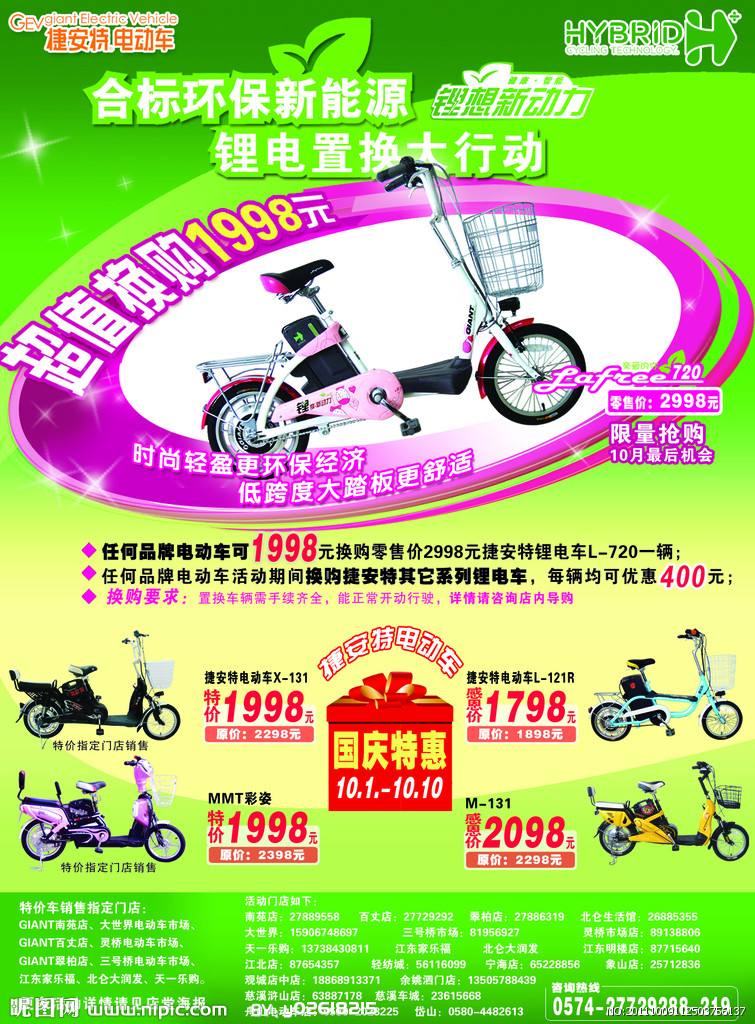 GEV giant Electric Vehicle
捷安特电动车
HYBRID H+
CYCLING TECHNOLOGY.
合标环保新能源
锂想新动力
锂电置换大行动
超值换购1998元
GIANT
Lafree 720
零售价：2998元
限量抢购
10月最后机会
时尚轻盈更环保经济
低跨度大踏板更舒适
◆ 任何品牌电动车可1998元换购零售价2998元捷安特锂电车L-720一辆；
◆ 任何品牌电动车活动期间换购捷安特其它系列锂电车，每辆均可优惠400元；
◆ 换购要求：置换车辆需手续齐全，能正常开动行驶，详情请咨询店内导购
捷安特电动车
国庆特惠
10.1.-10.10
捷安特电动车X-131
特价1998元
原价：2298元
特价指定门店销售
捷安特电动车L-121R
感恩价1798元
原价：1898元
MMT彩姿
特价1998元
原价：2398元
特价指定门店销售
M-131
感恩价2098元
原价：2298元
特价车销售指定门店：
GIANT南苑店、大世界电动车市场、
GIANT百丈店、灵桥电动车市场、
GIANT翠柏店、三号桥电动车市场、
江东家乐福、北仑大润发、天一乐购。
更多活动详情请见店堂海报
活动门店如下：
南苑店：27889558 百丈店：27729292 翠柏店：27886319 北仑生活馆：26885355
大世界：15906748697 三号桥市场：81956927 灵桥市场店：89138806
天一乐购：13738430811 江东家乐福 北仑大润发 江东明楼店：87715640
江北店：87654357 轻纺城：56116099 宁海店：65228856 象山店：25712836
观城店中店：18868913371 余姚泗门店：13505788439
慈溪浒山店：63887178 慈溪车城：23615668
岱山：0580-4482613
咨询热线
0574-27729288-219
昵图网 www.nipic.com